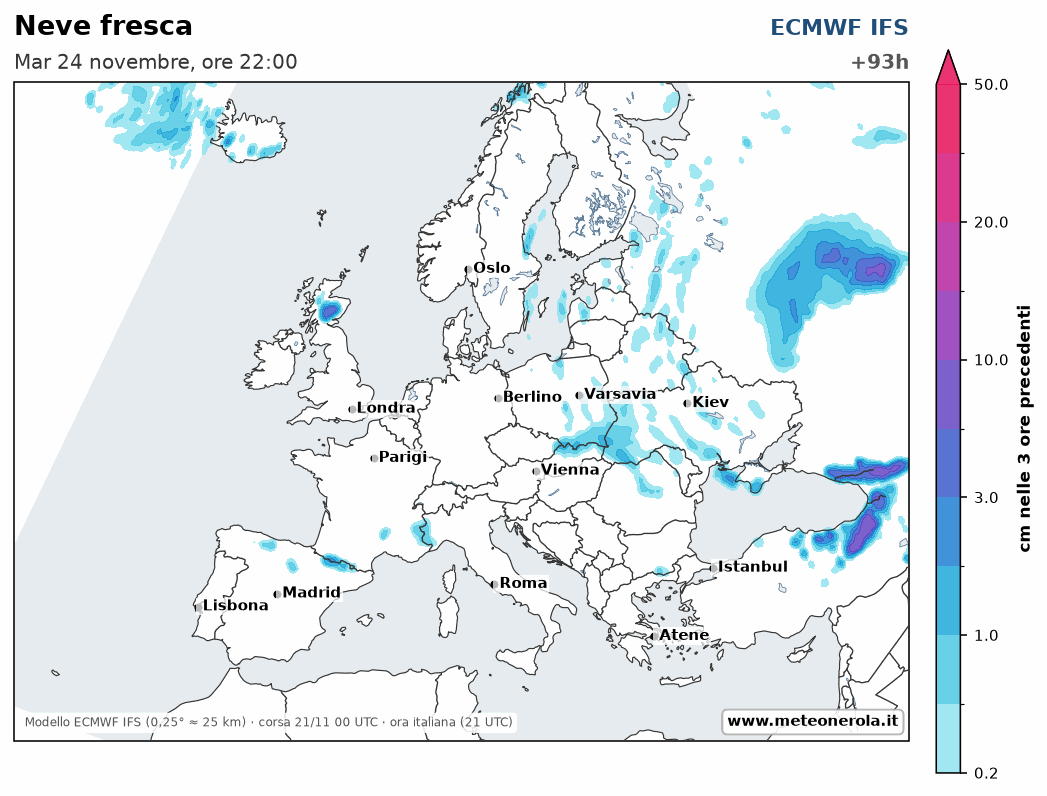 Neve fresca
ECMWF IFS
Mar 24 novembre, ore 22:00
+93h
50.0
20.0
10.0
3.0
1.0
0.2
cm nelle 3 ore precedenti
Oslo
Berlino
Varsavia
Kiev
Londra
Parigi
Vienna
Istanbul
Roma
Madrid
Lisbona
Atene
Modello ECMWF IFS (0,25° ≈ 25 km) · corsa 21/11 00 UTC · ora italiana (21 UTC)
www.meteonerola.it